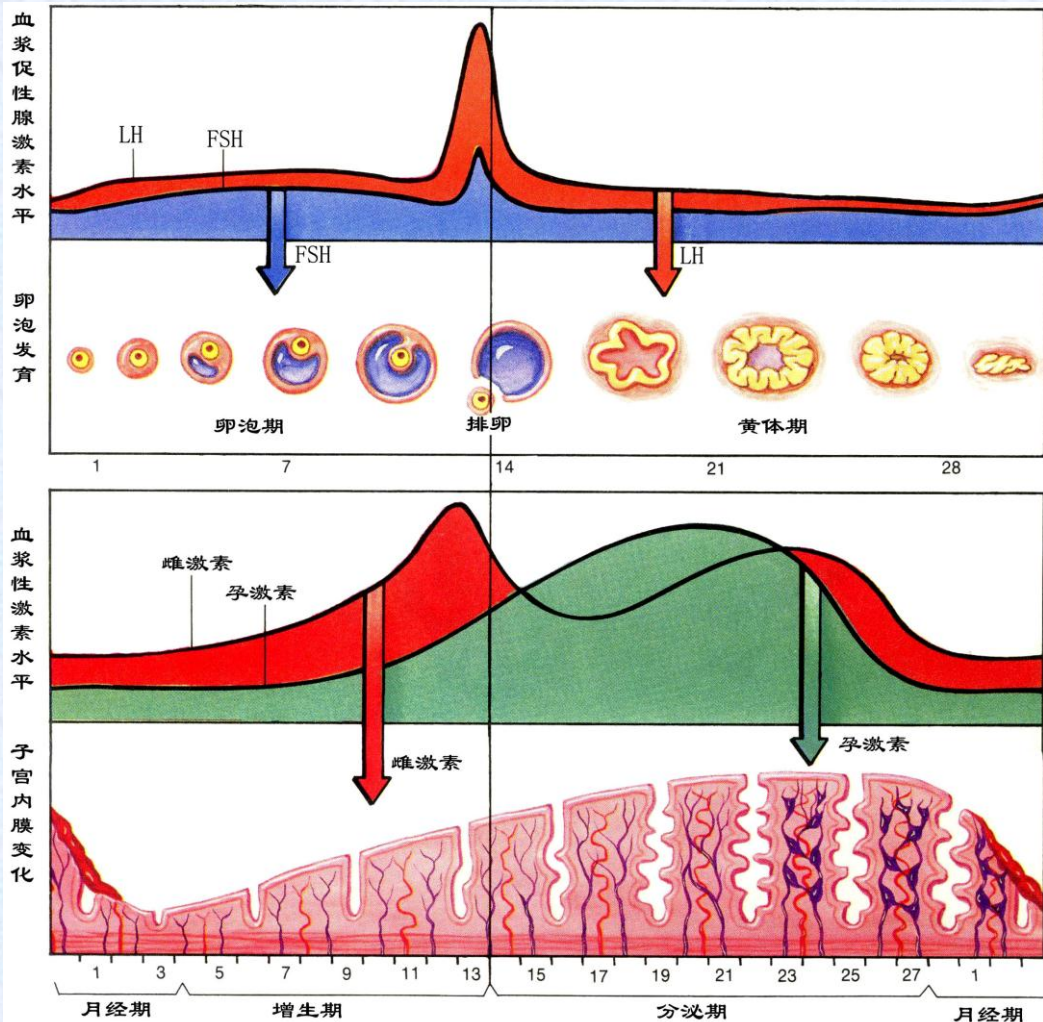 血浆促性腺激素水平
LH
FSH
FSH
LH
卵泡发育
卵泡期
排卵
黄体期
1 7 14 21 28
血浆性激素水平
雌激素
孕激素
雌激素
孕激素
子宫内膜变化
1 3 5 7 9 11 13 15 17 19 21 23 25 27 1
月经期 增生期 分泌期 月经期